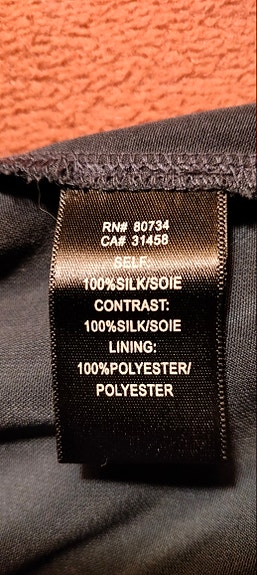 RN# 80734
CA# 31458
SELF:
100%SILK/SOIE
CONTRAST:
100%SILK/SOIE
LINING:
100%POLYESTER/
POLYESTER